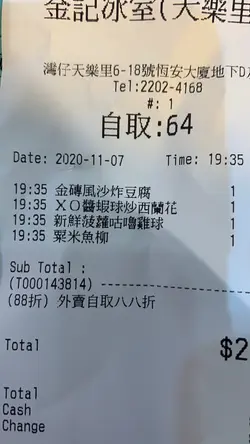 金記冰室(天樂里
灣仔天樂里6-18號恆安大廈地下D
Tel:2202-4168
#: 1
自取:64
Date: 2020-11-07 Time: 19:35
19:35 金磚風沙炸豆腐 1
19:35 XO醬蝦球炒西蘭花 1
19:35 新鮮菠蘿咕嚕雞球 1
19:35 粟米魚柳 1
Sub Total :
(T000143814)
(88折) 外賣自取八八折
Total $2
Total
Cash
Change